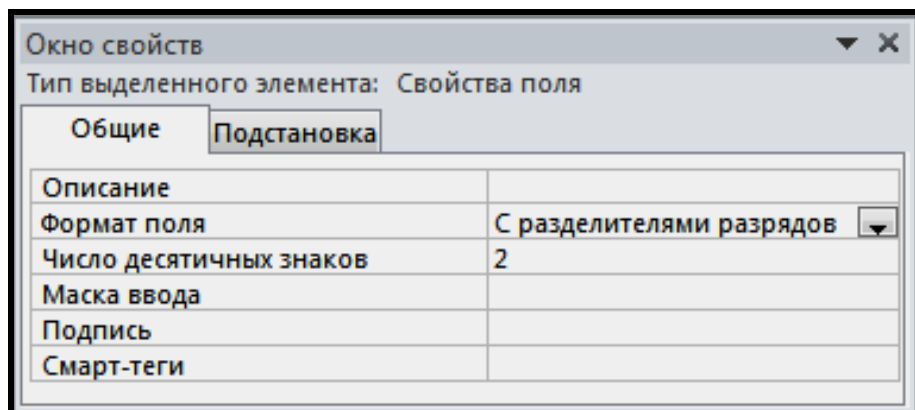 Окно свойств
Тип выделенного элемента: Свойства поля
Общие Подстановка
Описание
Формат поля С разделителями разрядов
Число десятичных знаков 2
Маска ввода
Подпись
Смарт-теги